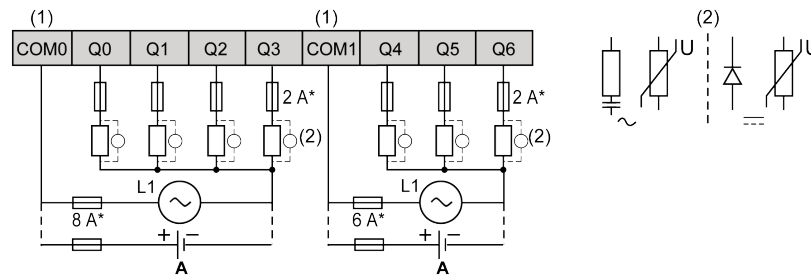 (1) (1) (2)
COM0 Q0 Q1 Q2 Q3 COM1 Q4 Q5 Q6
2 A* 2 A*
(2) (2)
L1 L1
8 A* 6 A*
+ − + −
A A
U U